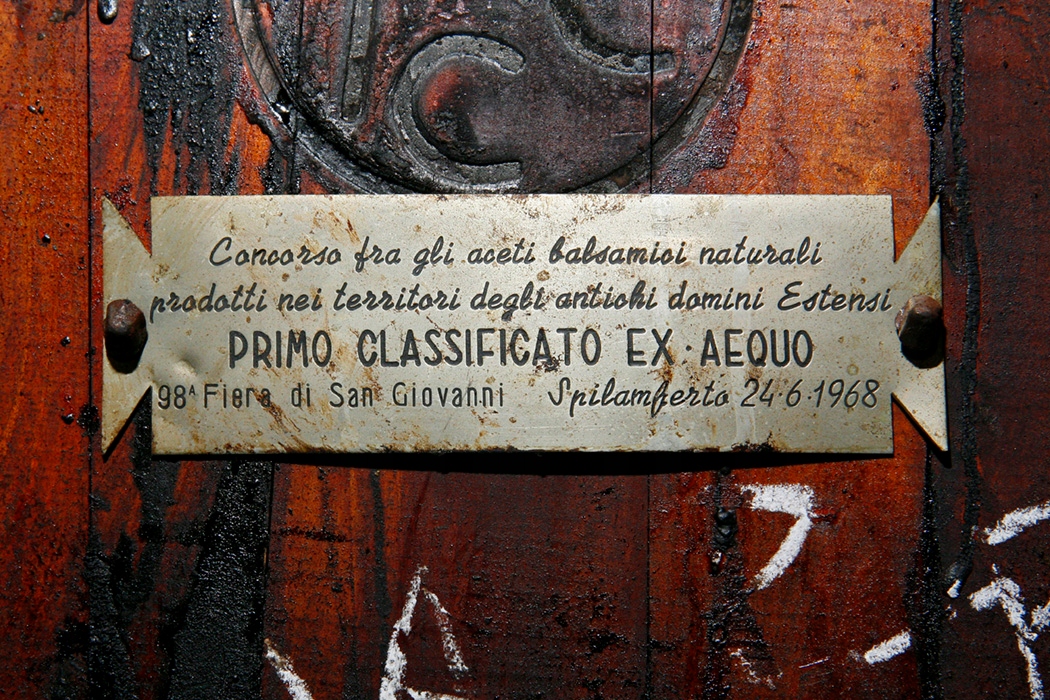 Concorso fra gli aceti balsamici naturali
prodotti nei territori degli antichi domini Estensi
PRIMO CLASSIFICATO EX·AEQUO
98ᴬ Fiera di San Giovanni Spilamberto 24·6·1968